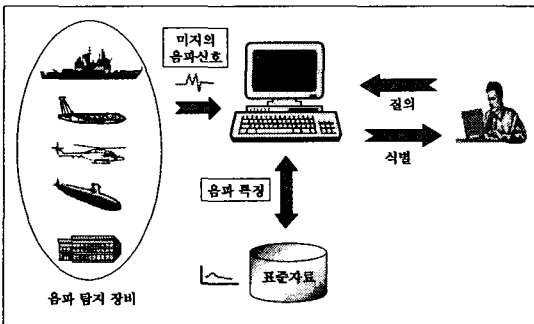 미지의
음파신호
질의
식별
음파 특징
표준자료
음파 탐지 장비